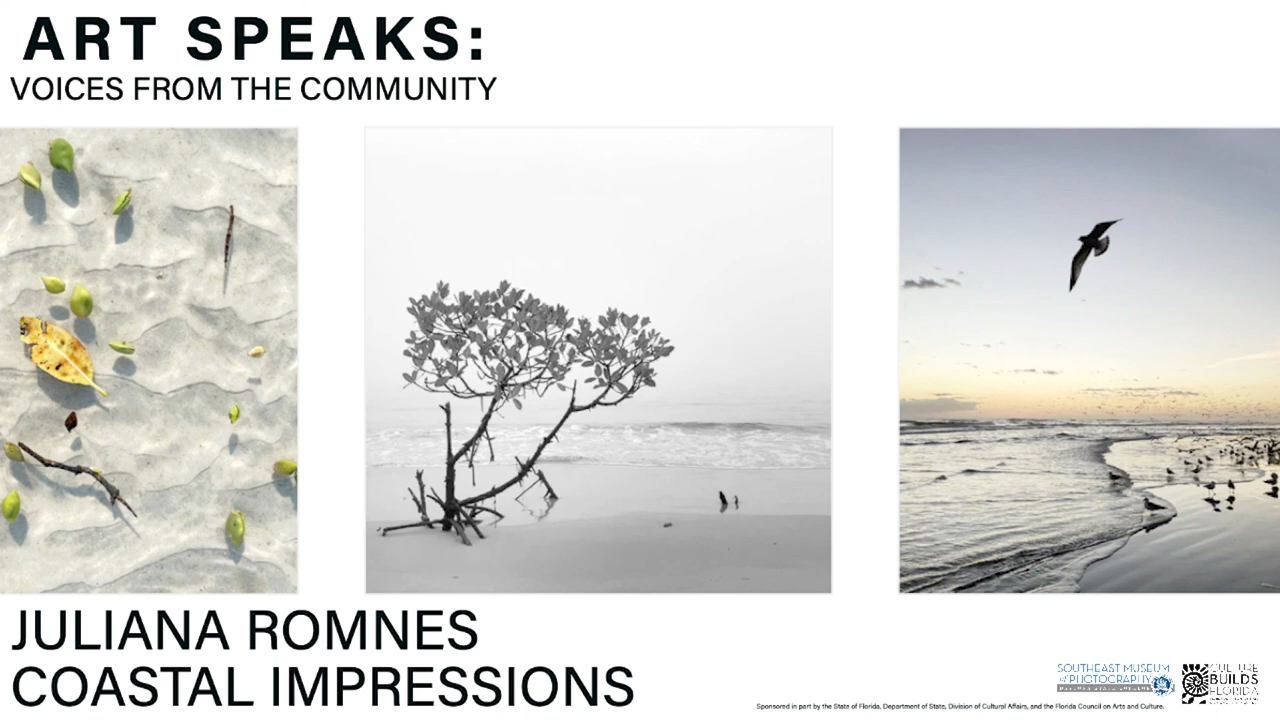 ART SPEAKS:
VOICES FROM THE COMMUNITY
JULIANA ROMNES
COASTAL IMPRESSIONS
SOUTHEAST MUSEUM
of PHOTOGRAPHY
CULTURE
BUILDS
FLORIDA
Sponsored in part by the State of Florida, Department of State, Division of Cultural Affairs, and the Florida Council on Arts and Culture.